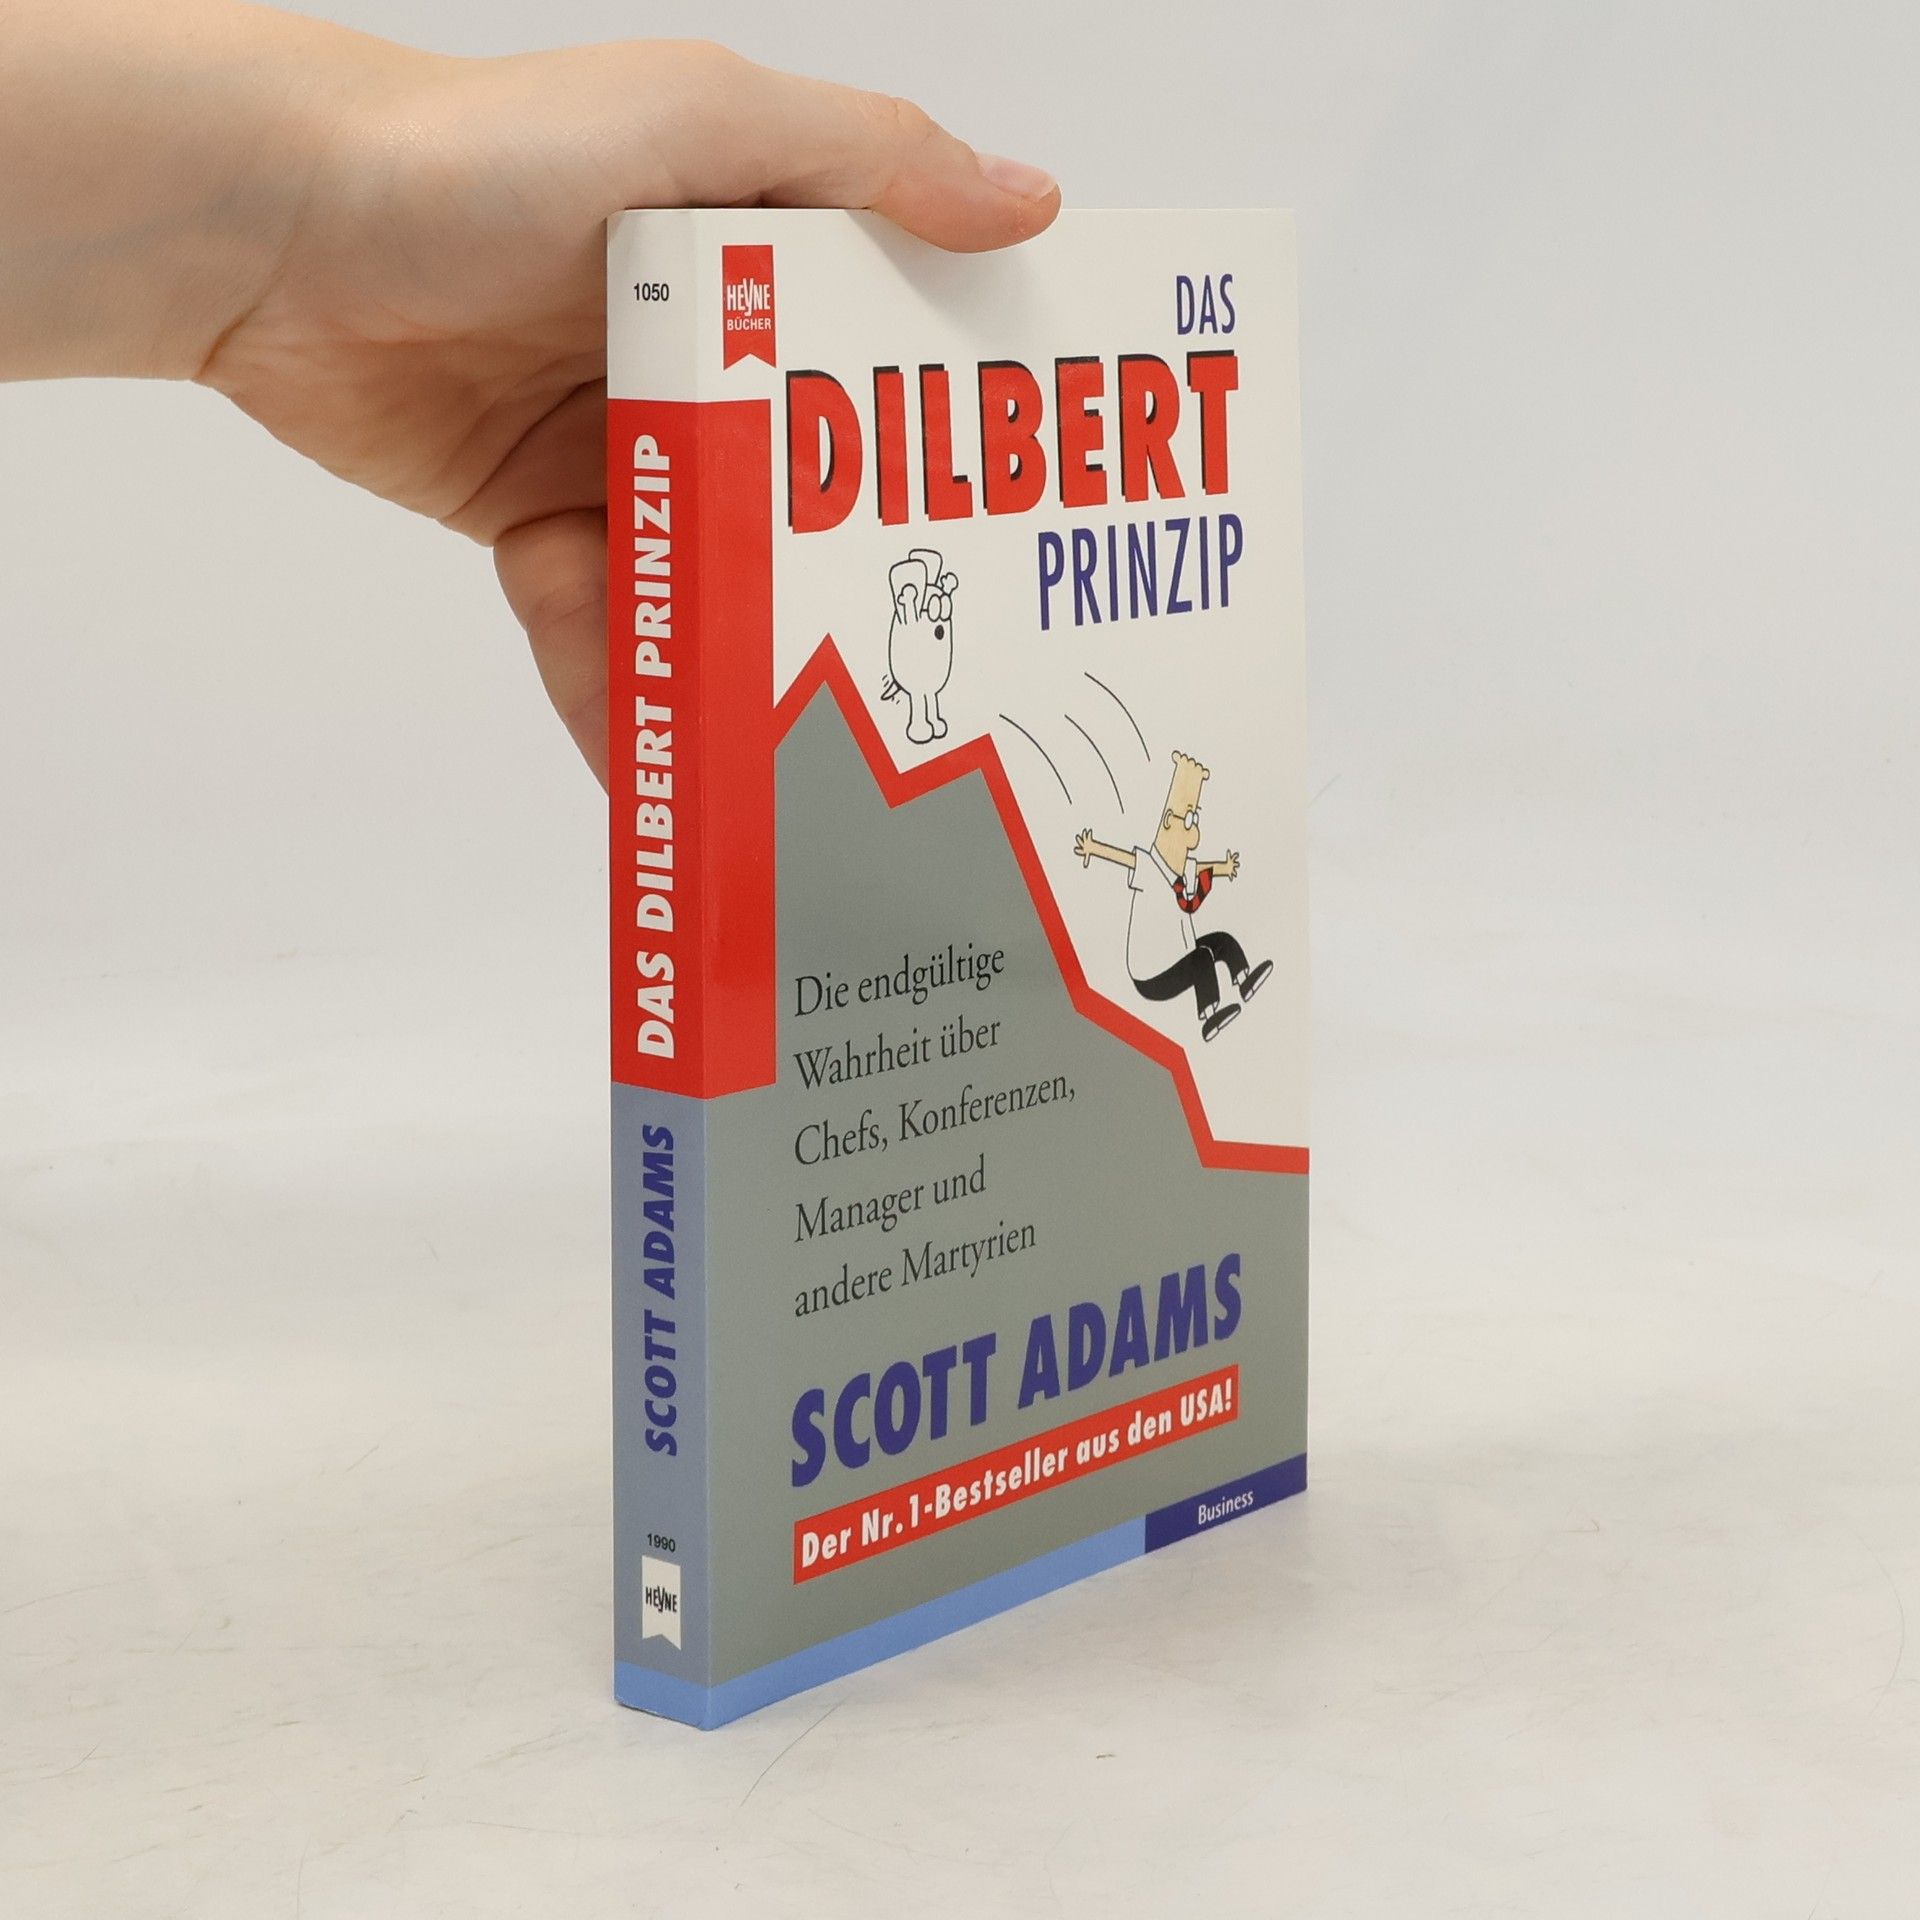 1050
DAS DILBERT PRINZIP
SCOTT ADAMS
1990
HEYNE
HEYNE
BÜCHER
DAS
DILBERT
PRINZIP
Die endgültige
Wahrheit über
Chefs, Konferenzen,
Manager und
andere Martyrien
SCOTT ADAMS
Der Nr. 1-Bestseller aus den USA!
Business